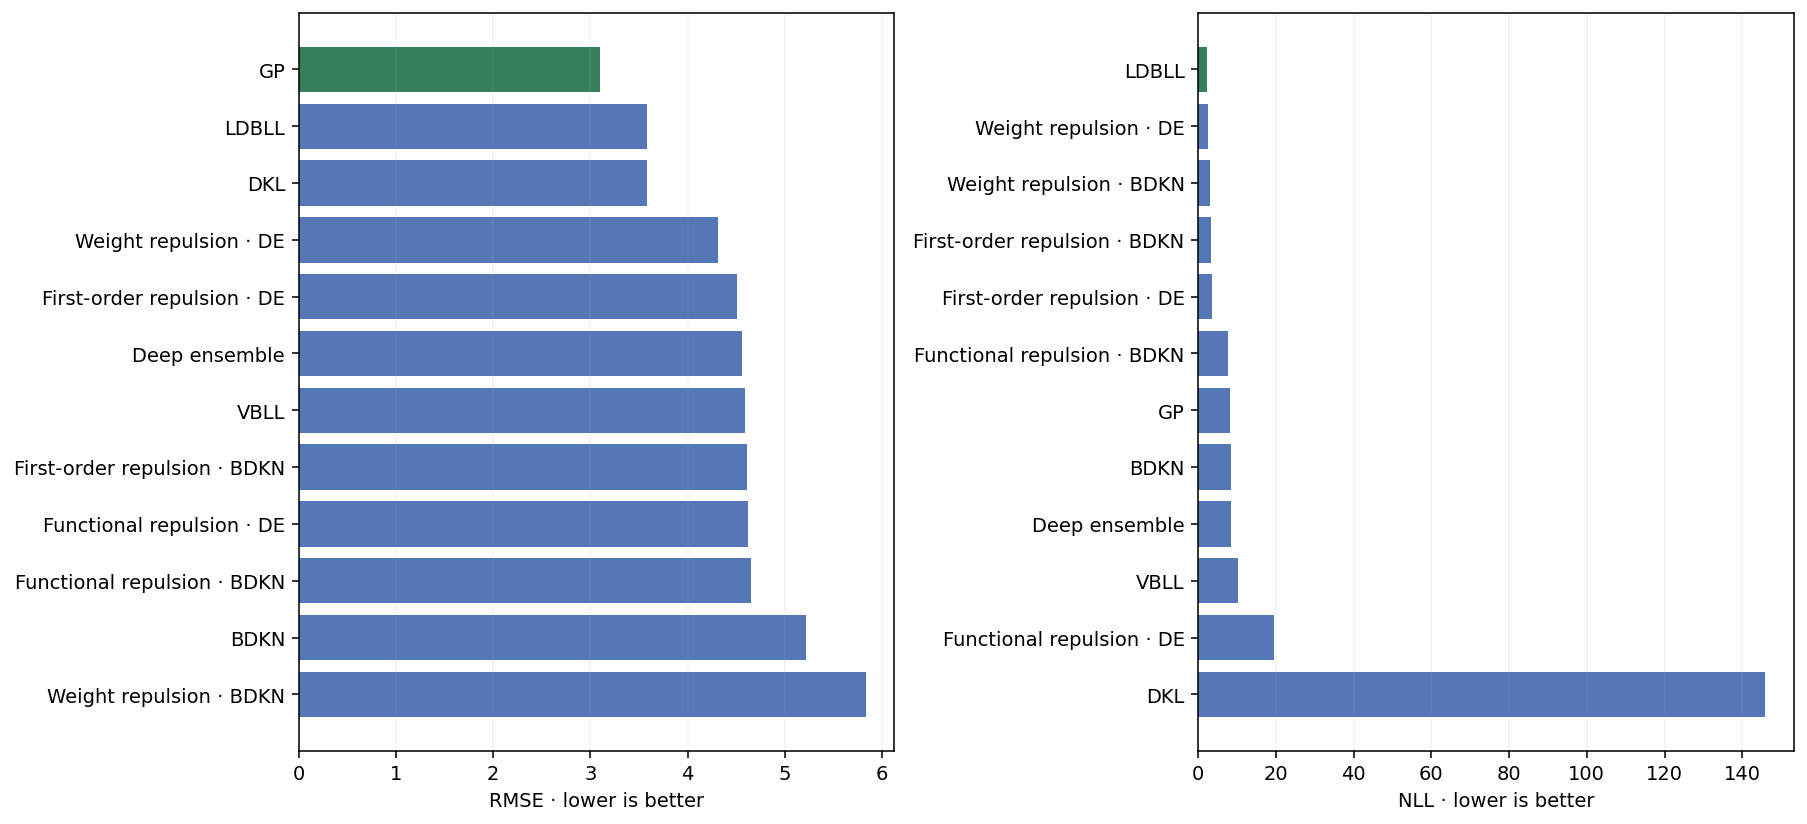 GP
LDBLL
DKL
Weight repulsion · DE
First-order repulsion · DE
Deep ensemble
VBLL
First-order repulsion · BDKN
Functional repulsion · DE
Functional repulsion · BDKN
BDKN
Weight repulsion · BDKN
0 1 2 3 4 5 6
RMSE · lower is better
LDBLL
Weight repulsion · DE
Weight repulsion · BDKN
First-order repulsion · BDKN
First-order repulsion · DE
Functional repulsion · BDKN
GP
BDKN
Deep ensemble
VBLL
Functional repulsion · DE
DKL
0 20 40 60 80 100 120 140
NLL · lower is better